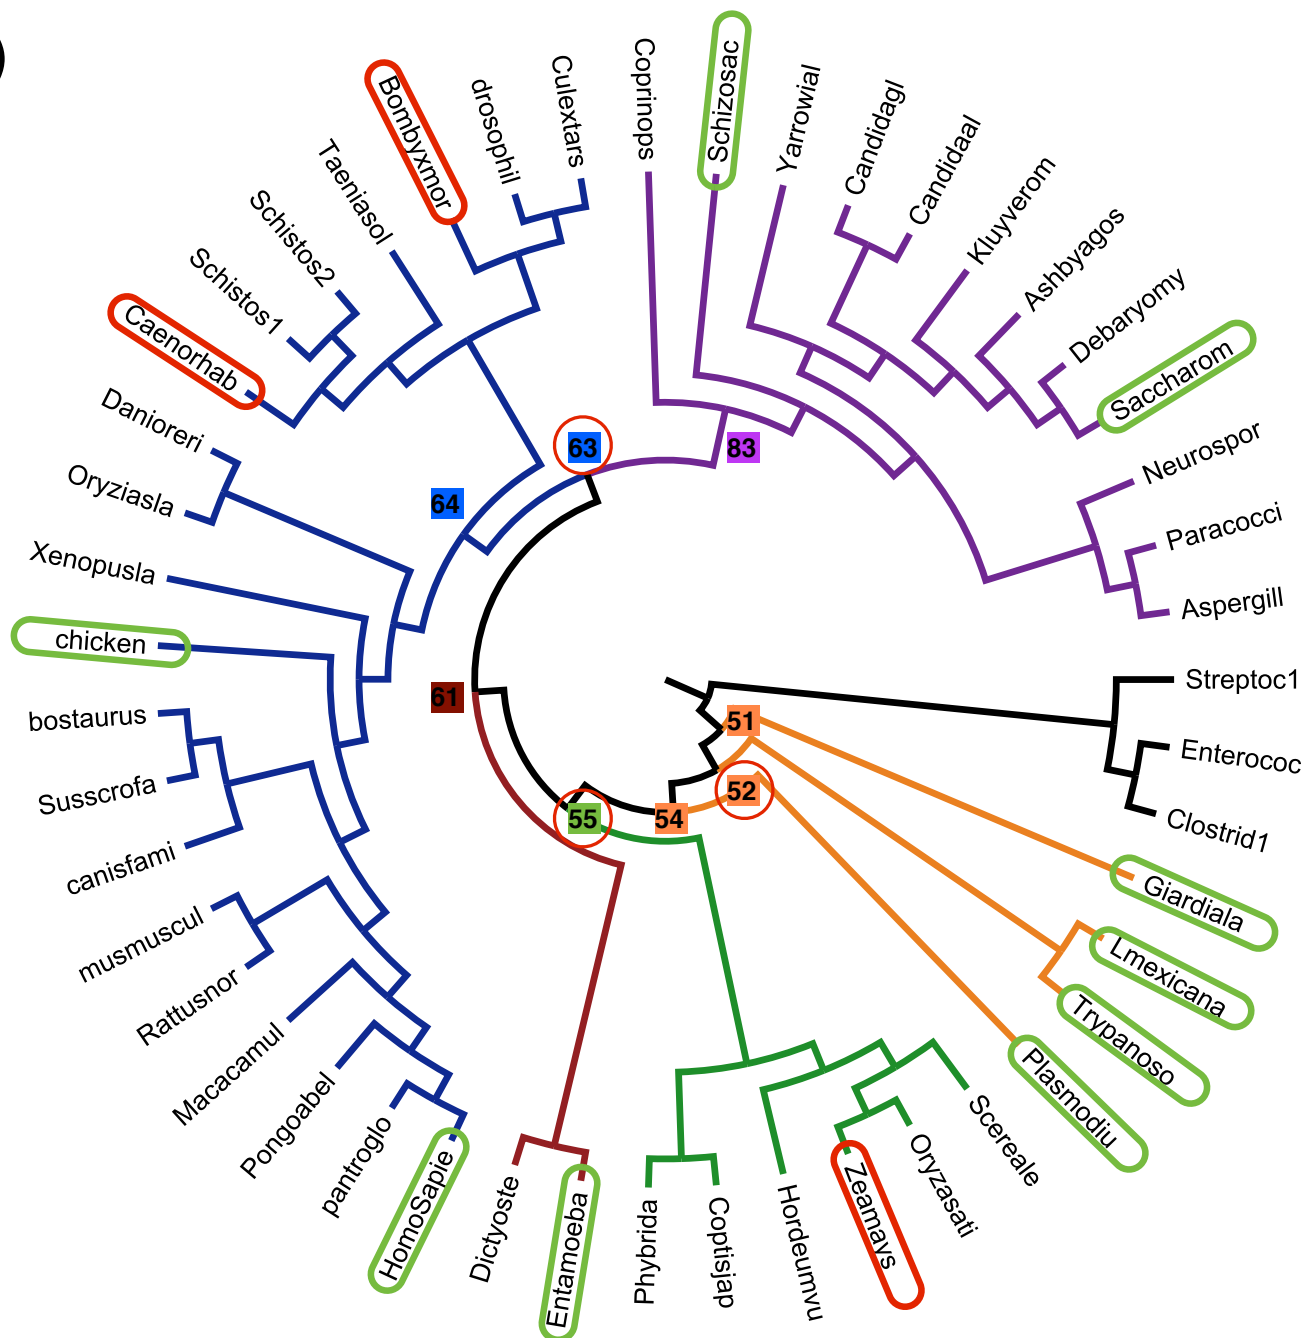 Coprinops
Schizosac
Yarrowial
Candidagl
Candidaal
Kluyverom
Ashbyagos
Debaryomy
Saccharom
Neurospor
Paracocci
Aspergill
Streptoc1
Enterococ
Clostrid1
Giardiala
Lmexicana
Trypanoso
Plasmodiu
Scereale
Oryzasati
Zeamays
Hordeumvu
Coptisjap
Phybrida
Entamoeba
Dictyoste
HomoSapie
pantroglo
Pongoabel
Macacamul
Rattusnor
musmuscul
canisfami
Susscrofa
bostaurus
chicken
Xenopusla
Oryziasla
Danioreri
Caenorhab
Schistos1
Schistos2
Taeniasol
Bombyxmor
drosophil
Culextars
63
83
64
61
51
52
55
54